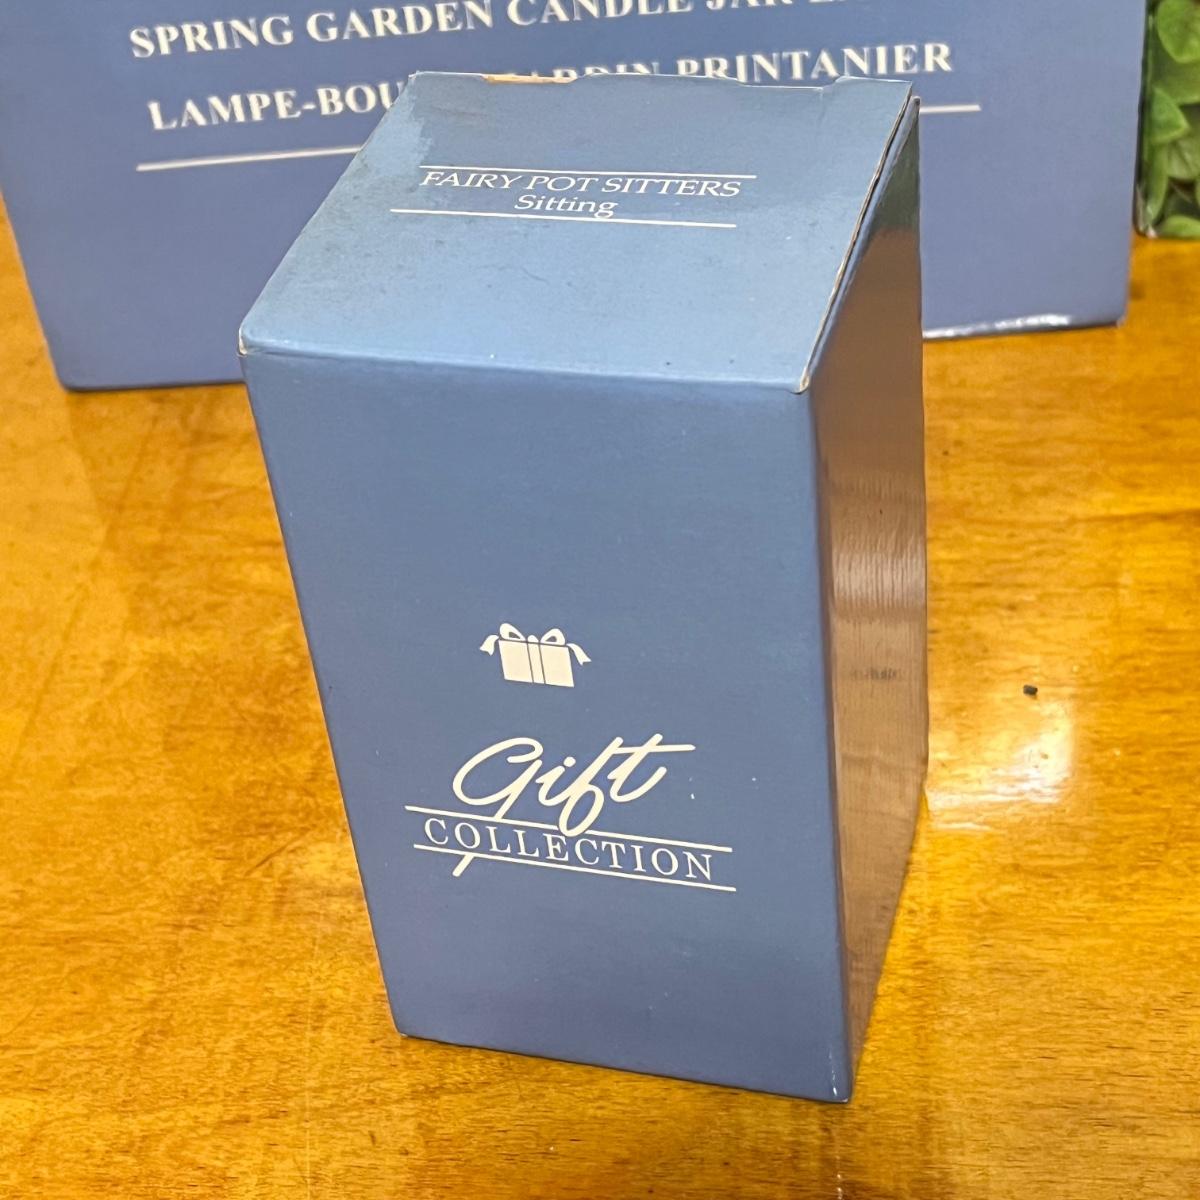 SPRING GARDEN CANDLE JAR
LAMPE-BOU JARDIN PRINTANIER
FAIRY POT SITTERS
Sitting
Gift
COLLECTION